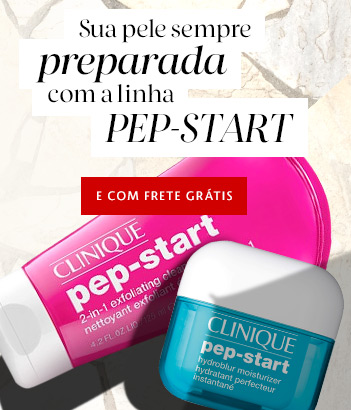 Sua pele sempre
preparada
com a linha
PEP-START
E COM FRETE GRÁTIS
CLINIQUE
pep-start
2-in-1 exfoliating
nettoyant exfoliant
4.2 FL OZ LIQ
CLINIQUE
pep-start
hydroblur moisturizer
hydratant perfecteur
instantané